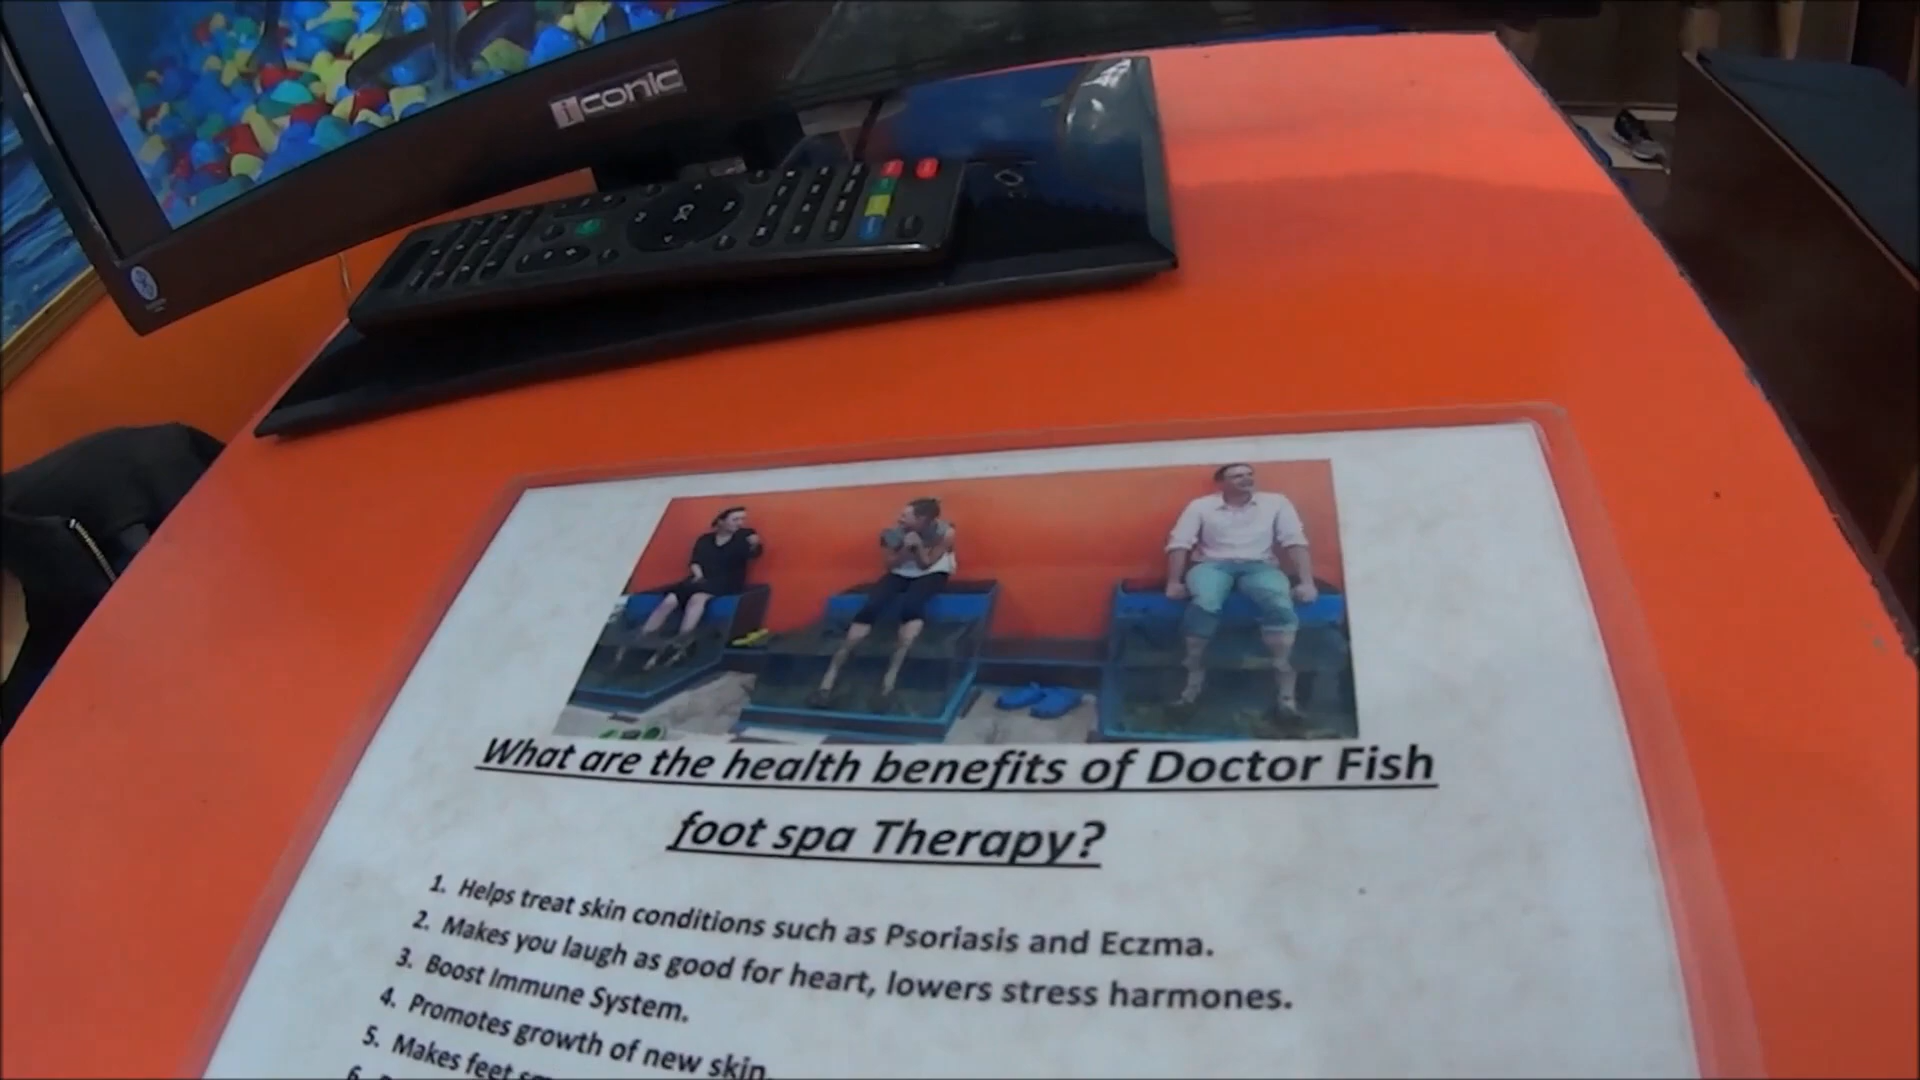 iconic
What are the health benefits of Doctor Fish
foot spa Therapy?
1. Helps treat skin conditions such as Psoriasis and Eczma.
2. Makes you laugh as good for heart, lowers stress harmones.
3. Boost Immune System.
4. Promotes growth of new skin.
5. Makes feet
6.